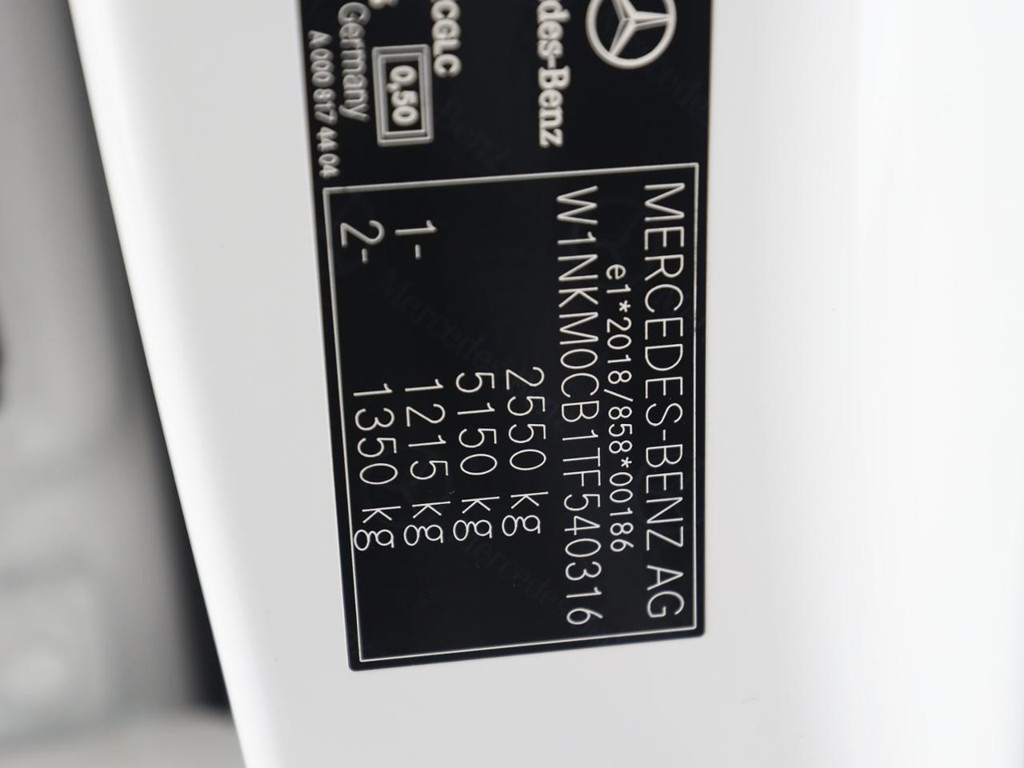 MERCEDES-BENZ AG
e1*2018/858*00186
W1NKM0CB1TF540316
2550 kg
5150 kg
1- 1215 kg
2- 1350 kg
des-Benz
CGLC
0,50
Germany
A 000 817 44 04